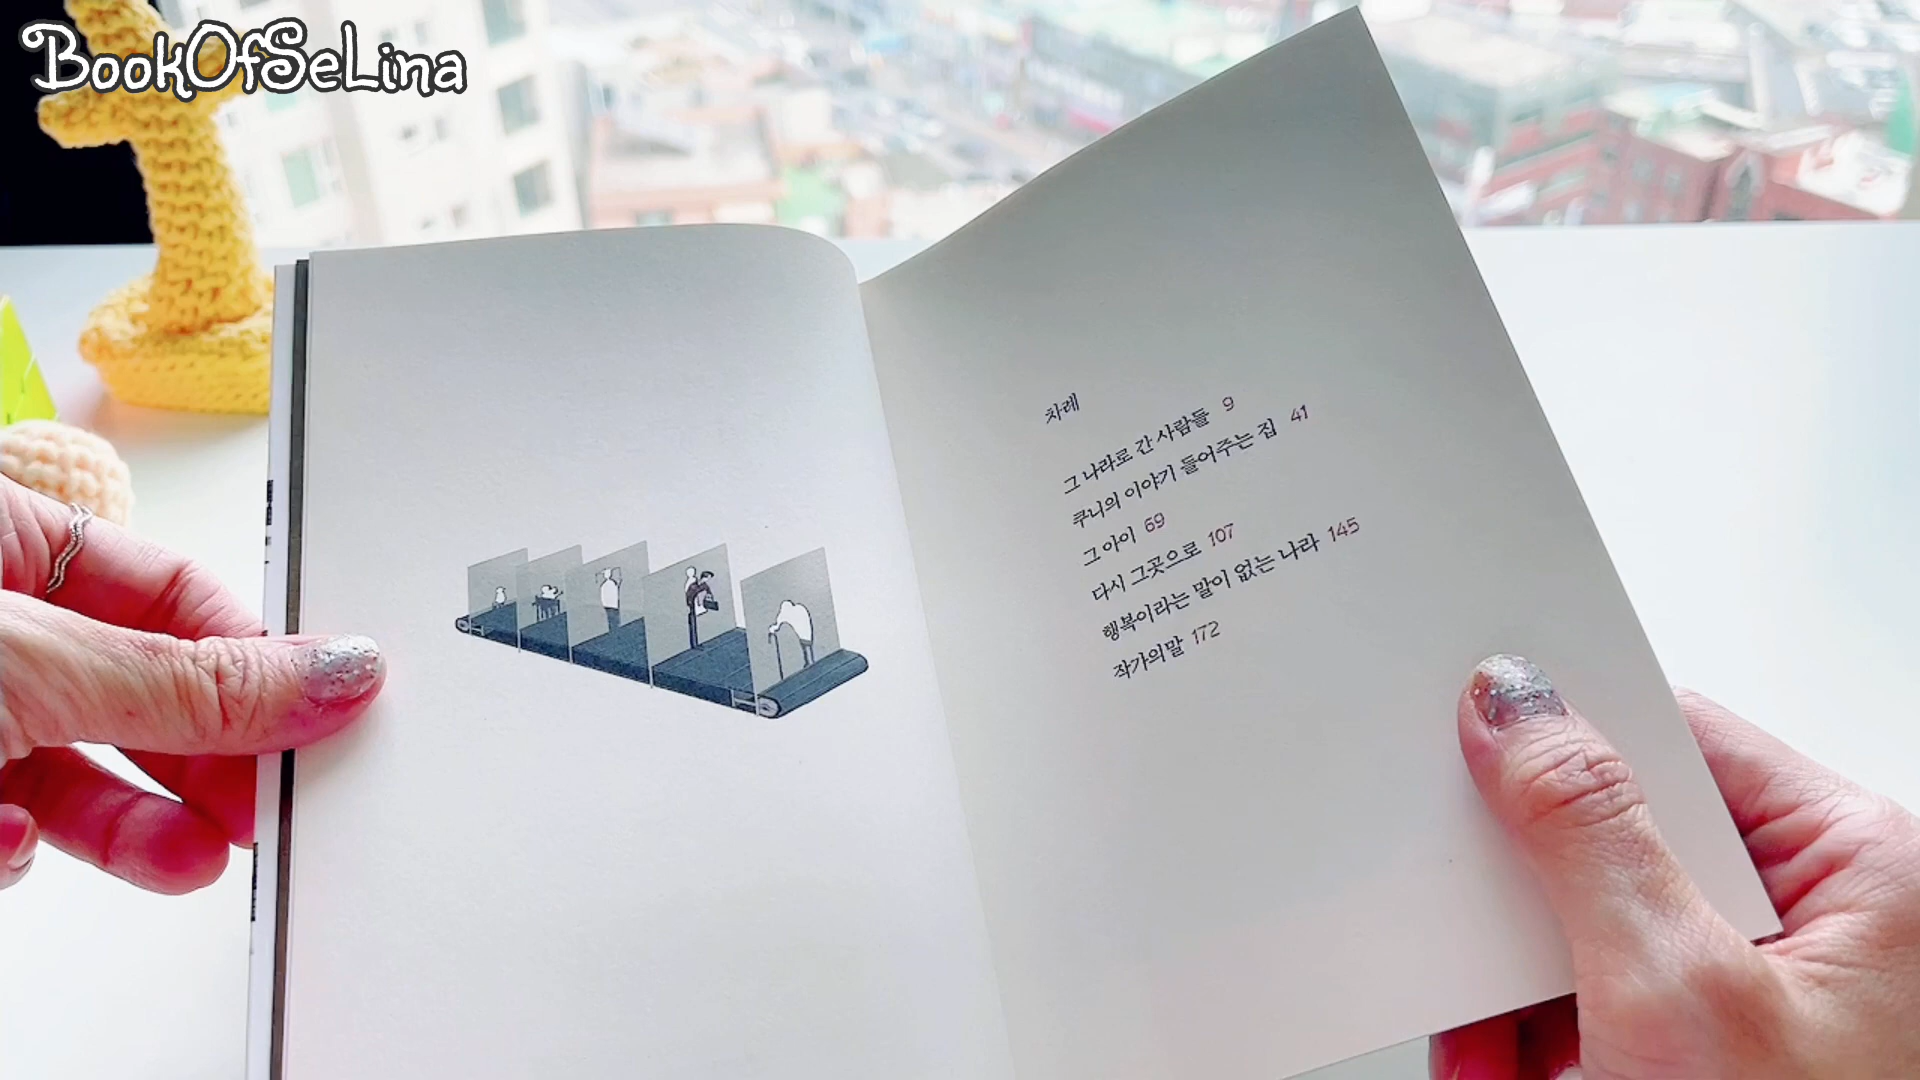 BookOfSeLina
차례
그 나라로 간 사람들 9
쿠니의 이야기 들어주는 집 41
그 아이 69
다시 그곳으로 107
행복이라는 말이 없는 나라 145
작가의 말 172